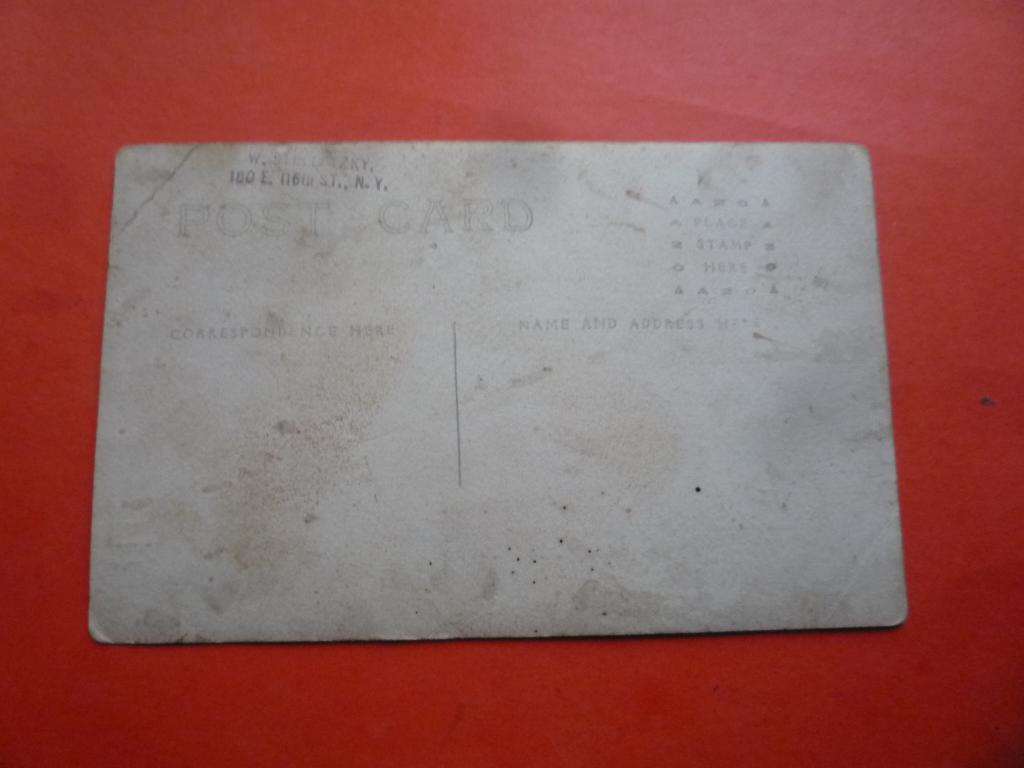 W.
180 E. 116th ST., N. Y.
POST CARD
A A Z O A
A PLACE A
Z STAMP Z
O HERE O
A A Z O A
CORRESPONDENCE HERE
NAME AND ADDRESS HERE